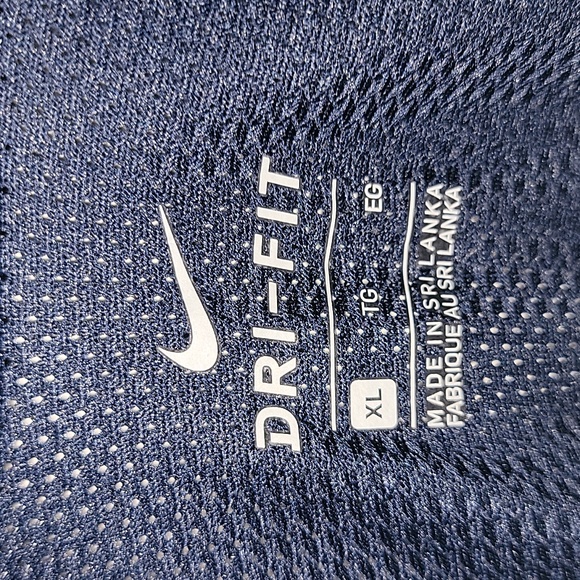 DRI-FIT
XL TG EG
MADE IN SRI LANKA
FABRIQUE AU SRI LANKA